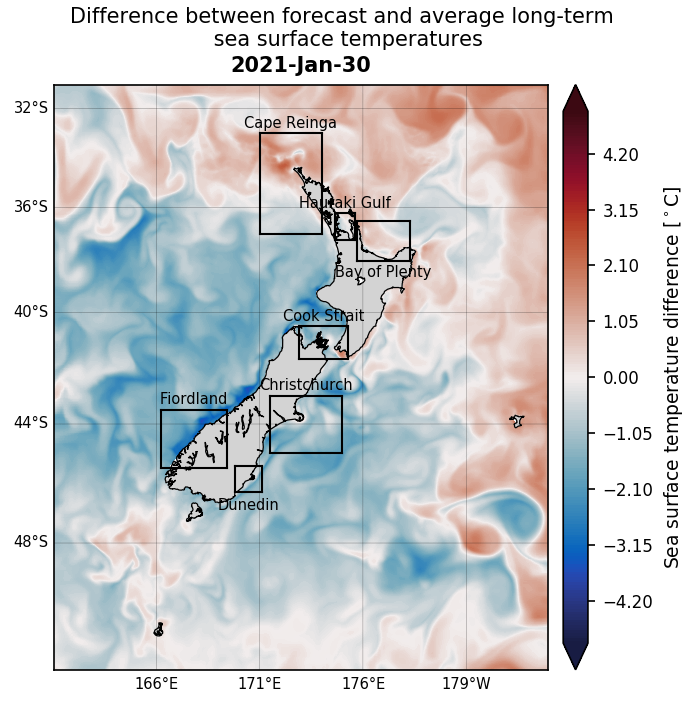 Difference between forecast and average long-term
sea surface temperatures
2021-Jan-30
32°S
36°S
40°S
44°S
48°S
Cape Reinga
Hauraki Gulf
Bay of Plenty
Cook Strait
Christchurch
Fiordland
Dunedin
166°E
171°E
176°E
179°W
4.20
3.15
2.10
1.05
0.00
−1.05
−2.10
−3.15
−4.20
Sea surface temperature difference [°C]